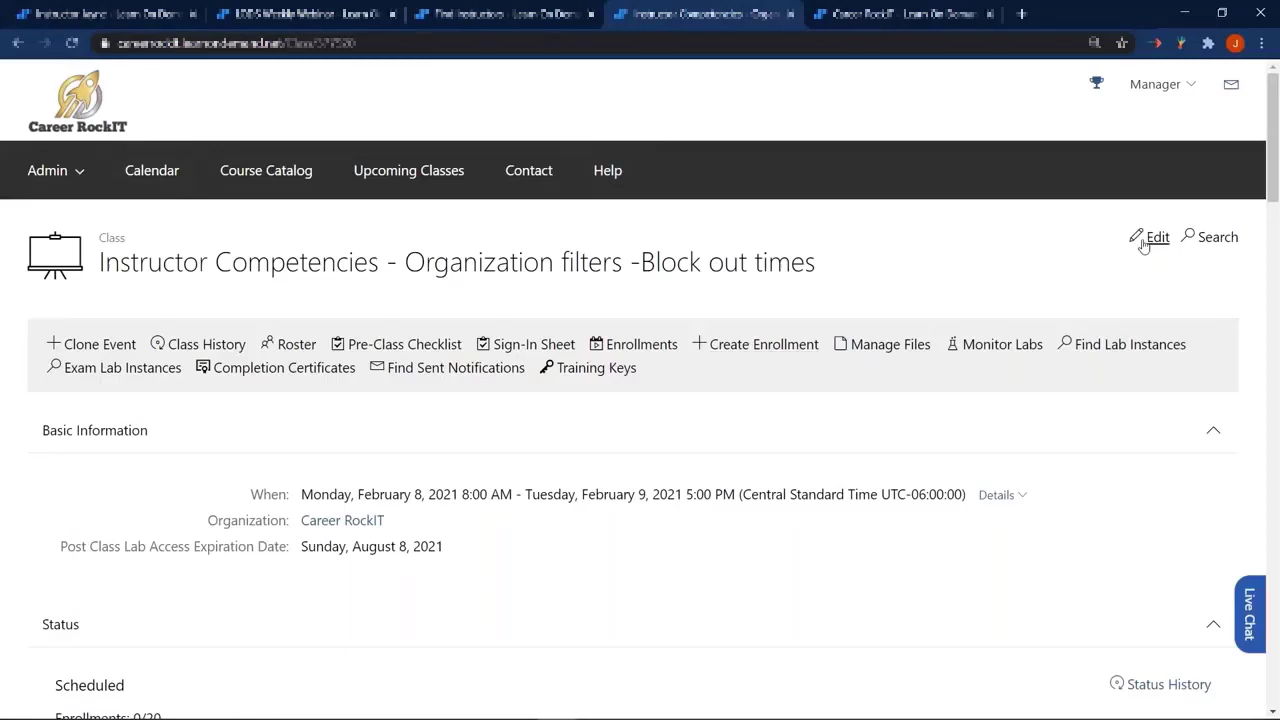 J
Career RockIT
Manager
Admin Calendar Course Catalog Upcoming Classes Contact Help
Class
Edit Search
Instructor Competencies - Organization filters -Block out times
Clone Event Class History Roster Pre-Class Checklist Sign-In Sheet Enrollments Create Enrollment Manage Files Monitor Labs Find Lab Instances
Exam Lab Instances Completion Certificates Find Sent Notifications Training Keys
Basic Information
When: Monday, February 8, 2021 8:00 AM - Tuesday, February 9, 2021 5:00 PM (Central Standard Time UTC-06:00:00) Details
Organization: Career RockIT
Post Class Lab Access Expiration Date: Sunday, August 8, 2021
Live Chat
Status
Scheduled
Status History
Enrollments: 0/20